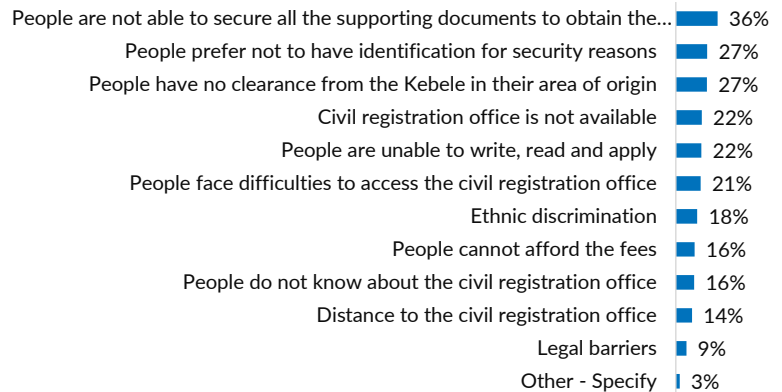 People are not able to secure all the supporting documents to obtain the... 36%
People prefer not to have identification for security reasons 27%
People have no clearance from the Kebele in their area of origin 27%
Civil registration office is not available 22%
People are unable to write, read and apply 22%
People face difficulties to access the civil registration office 21%
Ethnic discrimination 18%
People cannot afford the fees 16%
People do not know about the civil registration office 16%
Distance to the civil registration office 14%
Legal barriers 9%
Other - Specify 3%